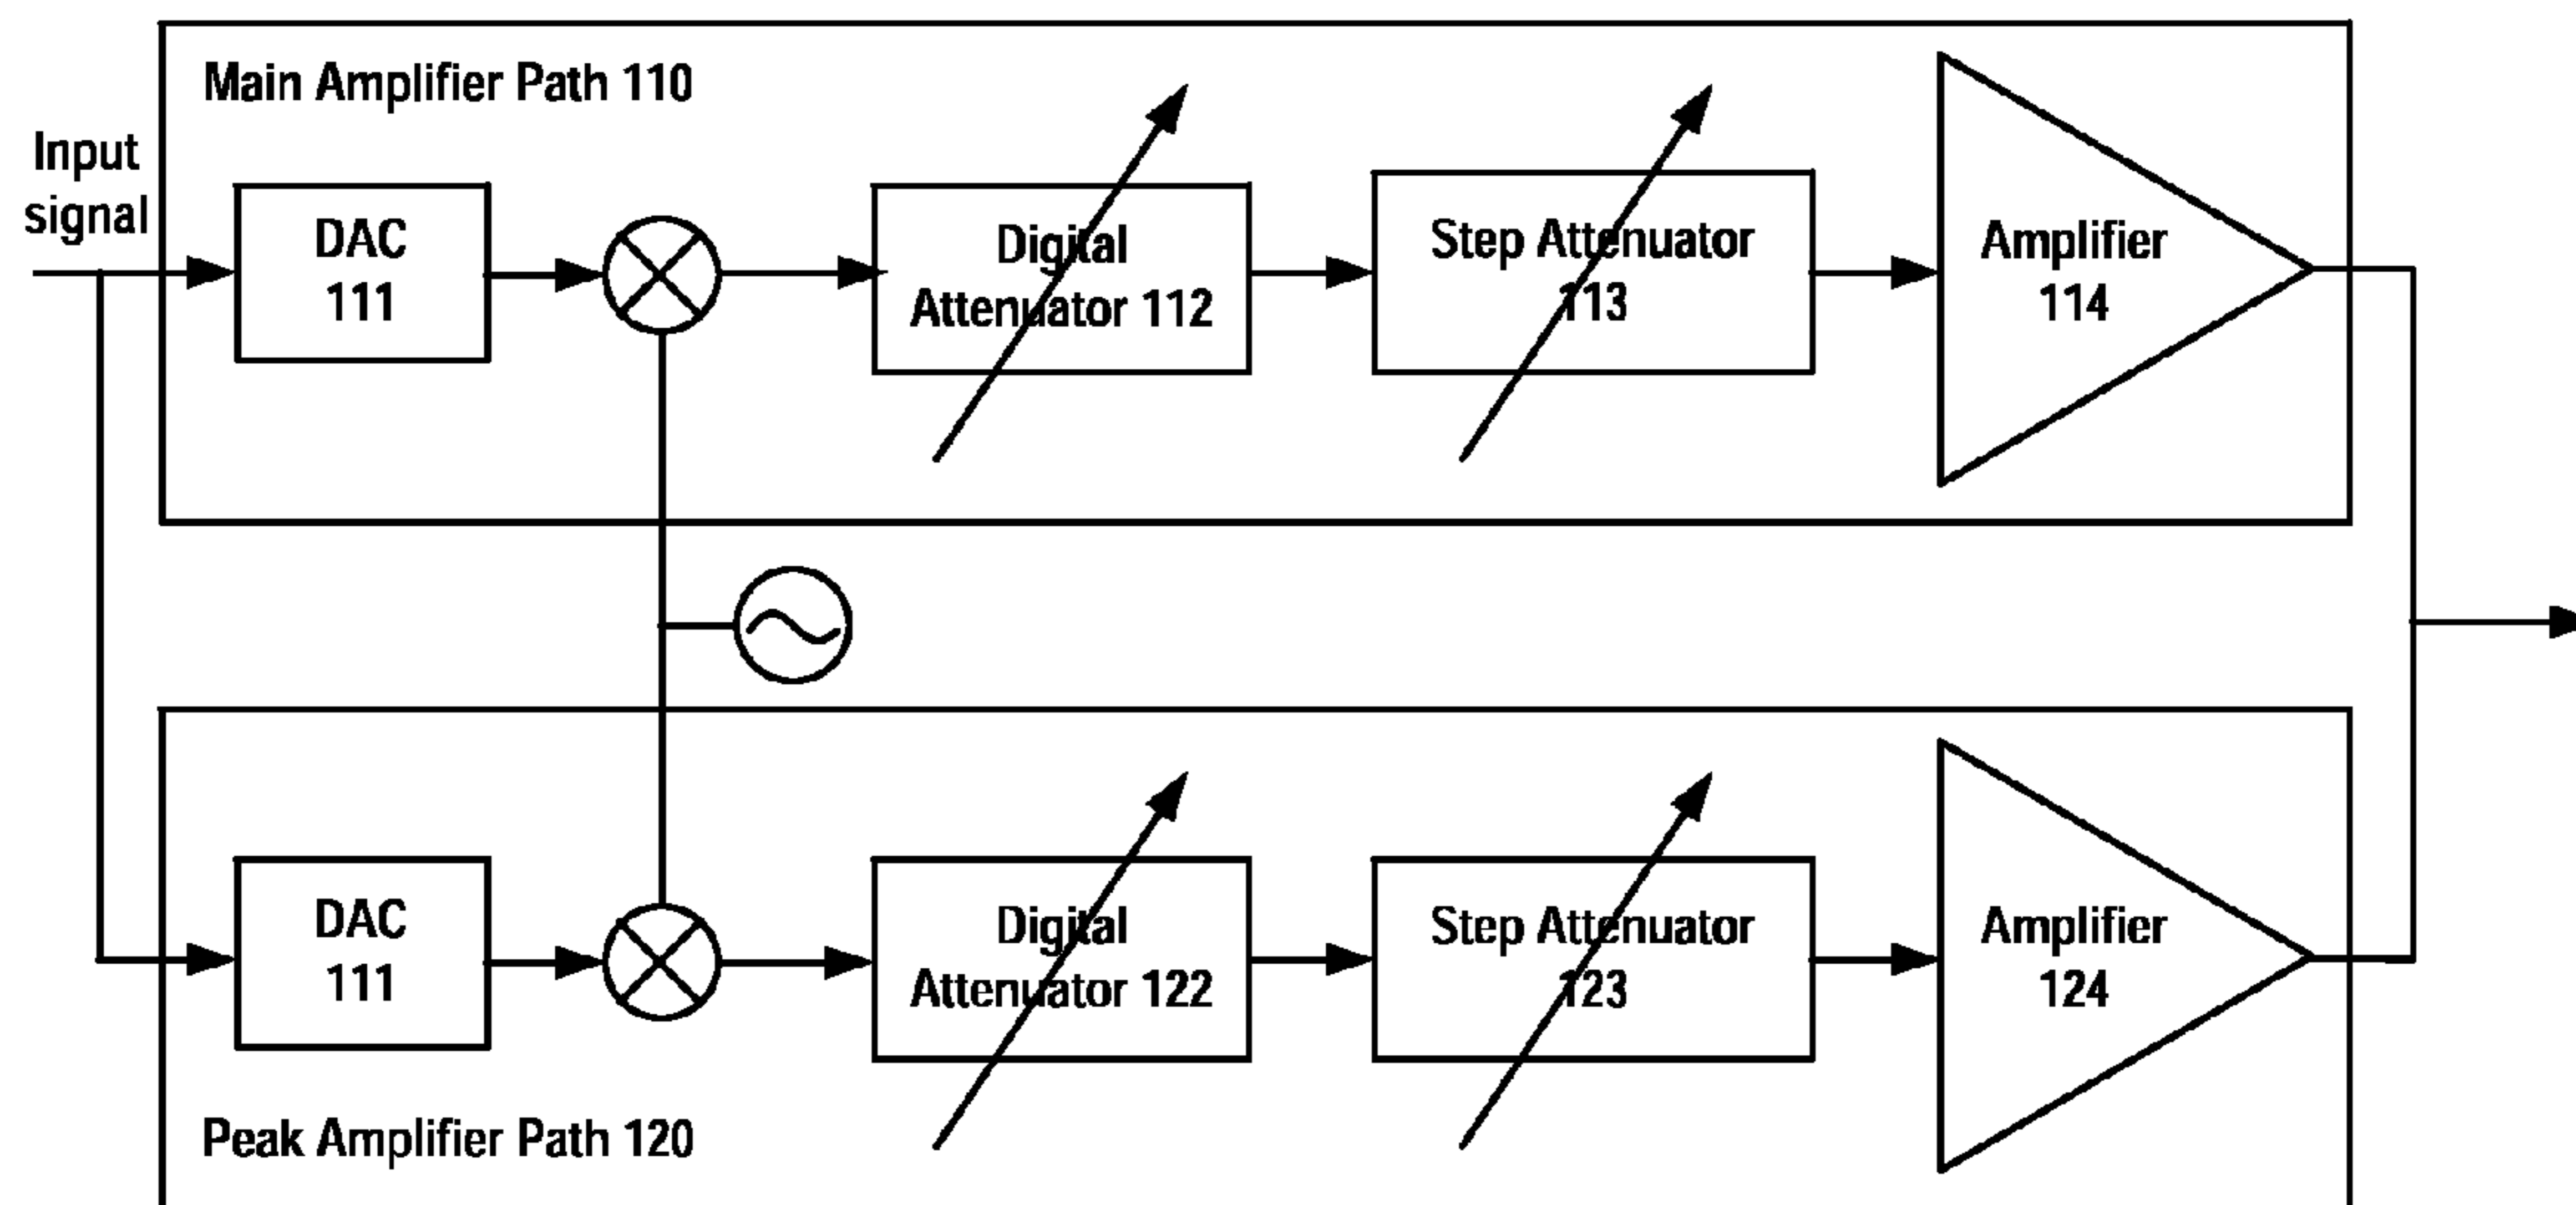 Main Amplifier Path 110
Input
signal
DAC
111
Digital
Attenuator 112
Step Attenuator
113
Amplifier
114
DAC
111
Digital
Attenuator 122
Step Attenuator
123
Amplifier
124
Peak Amplifier Path 120